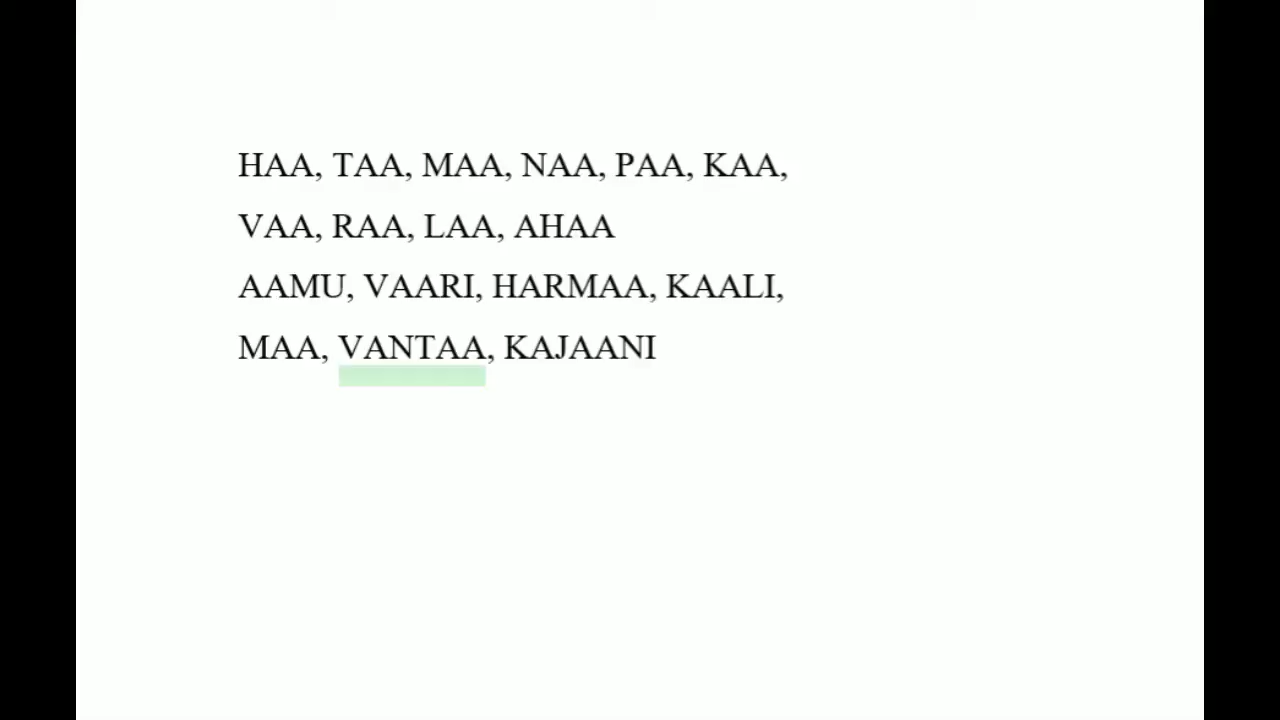 HAA, TAA, MAA, NAA, PAA, KAA,
VAA, RAA, LAA, AHAA
AAMU, VAARI, HARMAA, KAALI,
MAA, VANTAA, KAJAANI